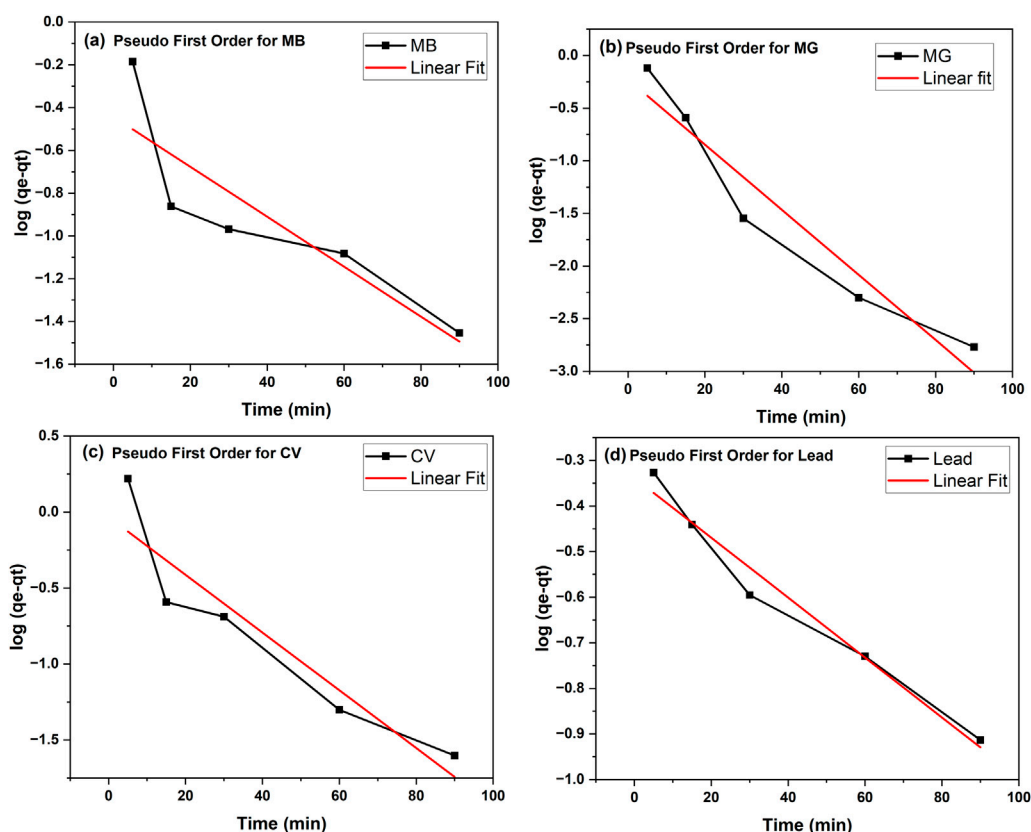 (a) Pseudo First Order for MB
MB
Linear Fit
0.0
−0.2
−0.4
−0.6
−0.8
−1.0
−1.2
−1.4
−1.6
log (qe-qt)
0 20 40 60 80 100
Time (min)
(b) Pseudo First Order for MG
MG
Linear fit
0.0
−0.5
−1.0
−1.5
−2.0
−2.5
−3.0
log (qe-qt)
0 20 40 60 80 100
Time (min)
(c) Pseudo First Order for CV
CV
Linear Fit
0.5
0.0
−0.5
−1.0
−1.5
log (qe-qt)
0 20 40 60 80 100
Time (min)
(d) Pseudo First Order for Lead
Lead
Linear Fit
−0.3
−0.4
−0.5
−0.6
−0.7
−0.8
−0.9
−1.0
log (qe-qt)
0 20 40 60 80 100
Time (min)